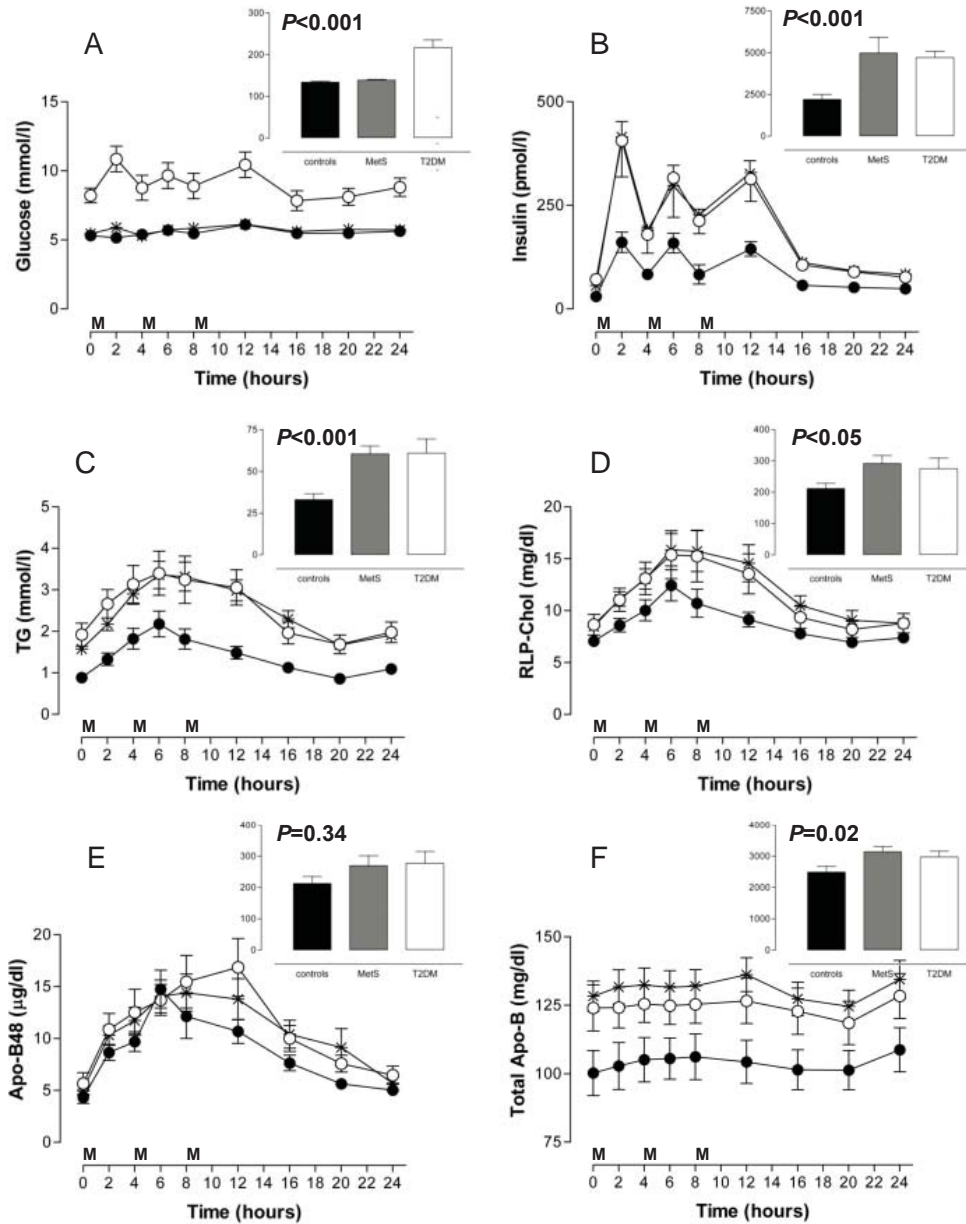 A
P<0.001
300
200
100
0
controls MetS T2DM
15
10
5
0
Glucose (mmol/l)
M M M
0 2 4 6 8 10 12 14 16 18 20 22 24
Time (hours)
B
P<0.001
7500
5000
2500
0
controls MetS T2DM
500
250
0
Insulin (pmol/l)
M M M
0 2 4 6 8 10 12 14 16 18 20 22 24
Time (hours)
C
P<0.001
75
50
25
0
controls MetS T2DM
5
4
3
2
1
0
TG (mmol/l)
M M M
0 2 4 6 8 10 12 14 16 18 20 22 24
Time (hours)
D
P<0.05
400
300
200
100
0
controls MetS T2DM
20
15
10
5
0
RLP-Chol (mg/dl)
M M M
0 2 4 6 8 10 12 14 16 18 20 22 24
Time (hours)
E
P=0.34
400
300
200
100
0
controls MetS T2DM
20
15
10
5
0
Apo-B48 (µg/dl)
M M M
0 2 4 6 8 10 12 14 16 18 20 22 24
Time (hours)
F
P=0.02
4000
3000
2000
1000
0
controls MetS T2DM
150
125
100
75
Total Apo-B (mg/dl)
M M M
0 2 4 6 8 10 12 14 16 18 20 22 24
Time (hours)